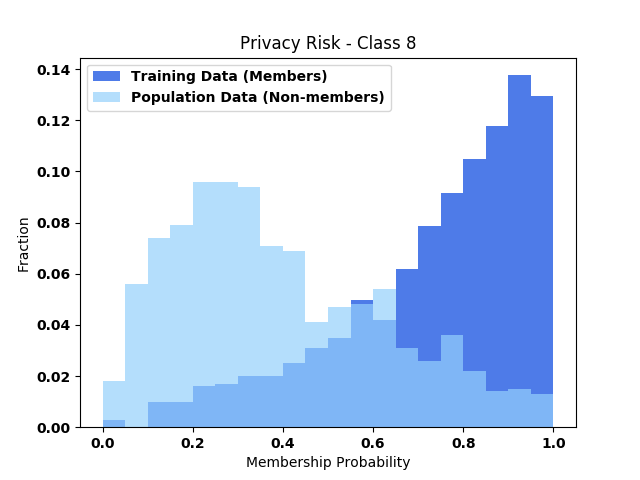 Privacy Risk - Class 8
Training Data (Members)
Population Data (Non-members)
0.14
0.12
0.10
0.08
0.06
0.04
0.02
0.00
Fraction
0.0 0.2 0.4 0.6 0.8 1.0
Membership Probability